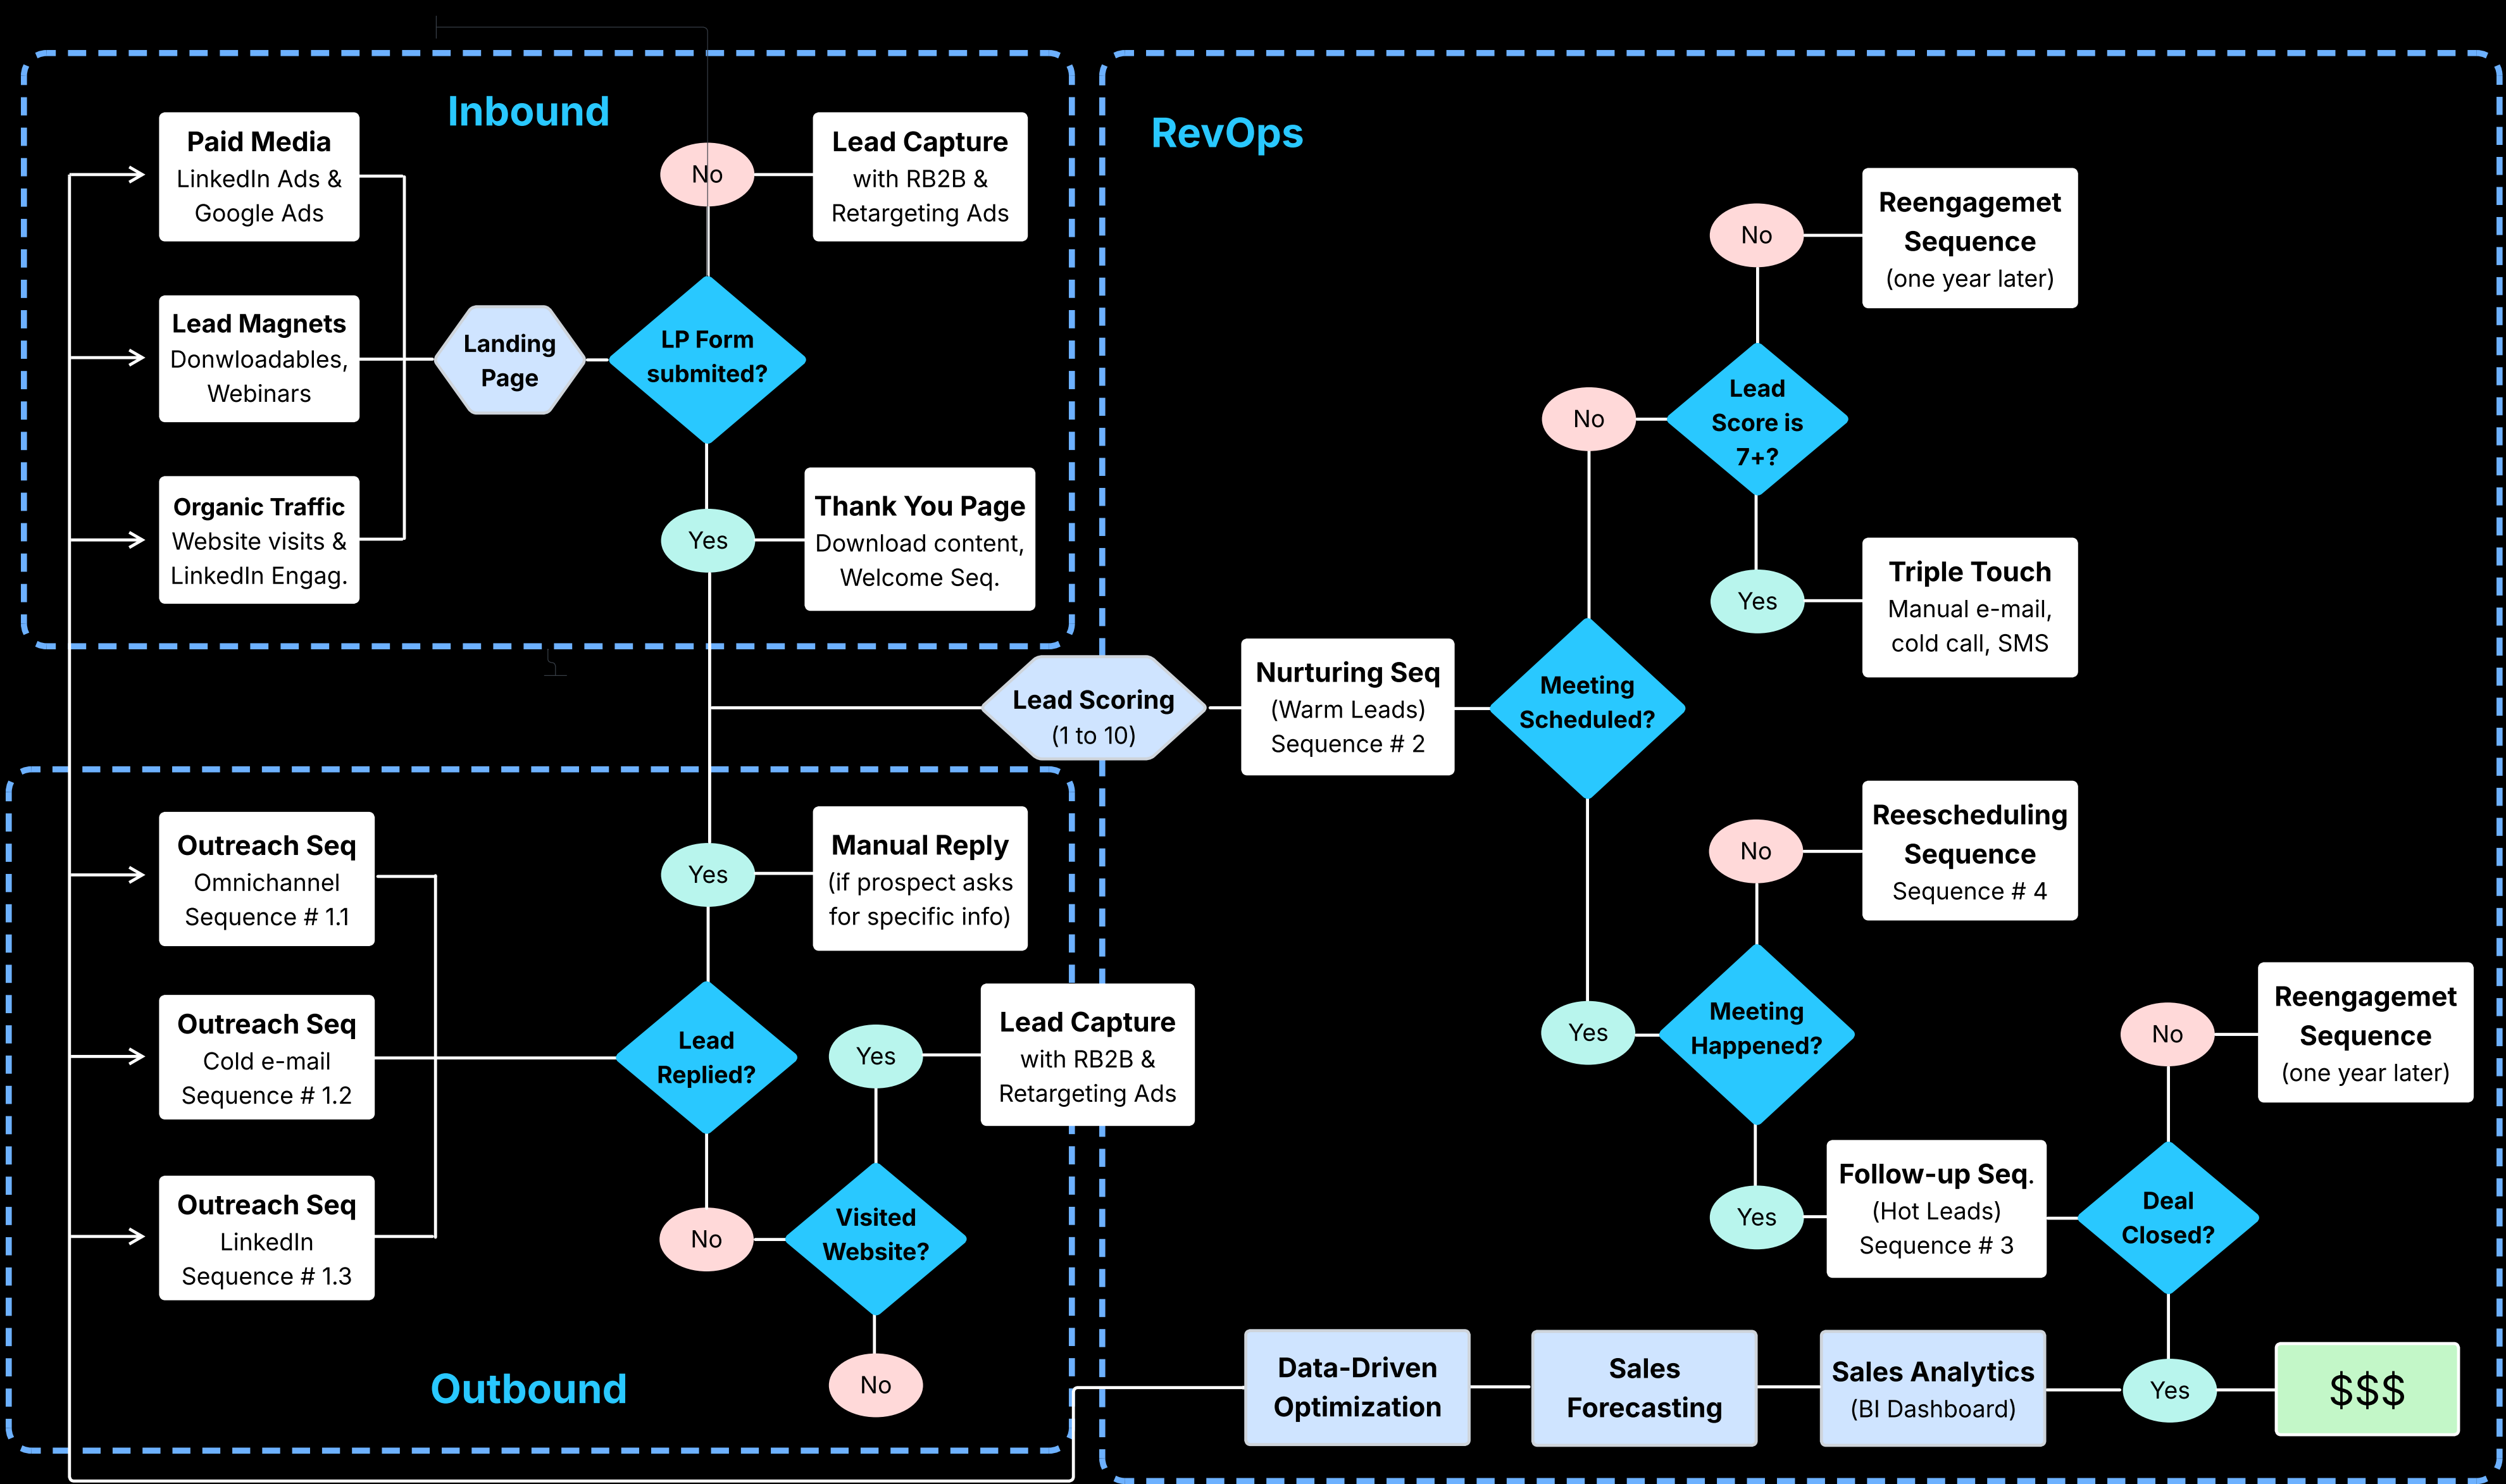 Inbound
Paid Media
LinkedIn Ads &
Google Ads
Lead Magnets
Donwloadables,
Webinars
Organic Traffic
Website visits &
LinkedIn Engag.
Landing
Page
LP Form
submited?
No
Lead Capture
with RB2B &
Retargeting Ads
Yes
Thank You Page
Download content,
Welcome Seq.
Outbound
Outreach Seq
Omnichannel
Sequence # 1.1
Outreach Seq
Cold e-mail
Sequence # 1.2
Outreach Seq
LinkedIn
Sequence # 1.3
Lead
Replied?
Yes
Manual Reply
(if prospect asks
for specific info)
No
Visited
Website?
Yes
Lead Capture
with RB2B &
Retargeting Ads
No
RevOps
Lead Scoring
(1 to 10)
Nurturing Seq
(Warm Leads)
Sequence # 2
Meeting
Scheduled?
No
Lead
Score is
7+?
No
Reengagemet
Sequence
(one year later)
Yes
Triple Touch
Manual e-mail,
cold call, SMS
Yes
Meeting
Happened?
No
Reescheduling
Sequence
Sequence # 4
Yes
Follow-up Seq.
(Hot Leads)
Sequence # 3
Deal
Closed?
No
Reengagemet
Sequence
(one year later)
Yes
$$$
Sales Analytics
(BI Dashboard)
Sales
Forecasting
Data-Driven
Optimization